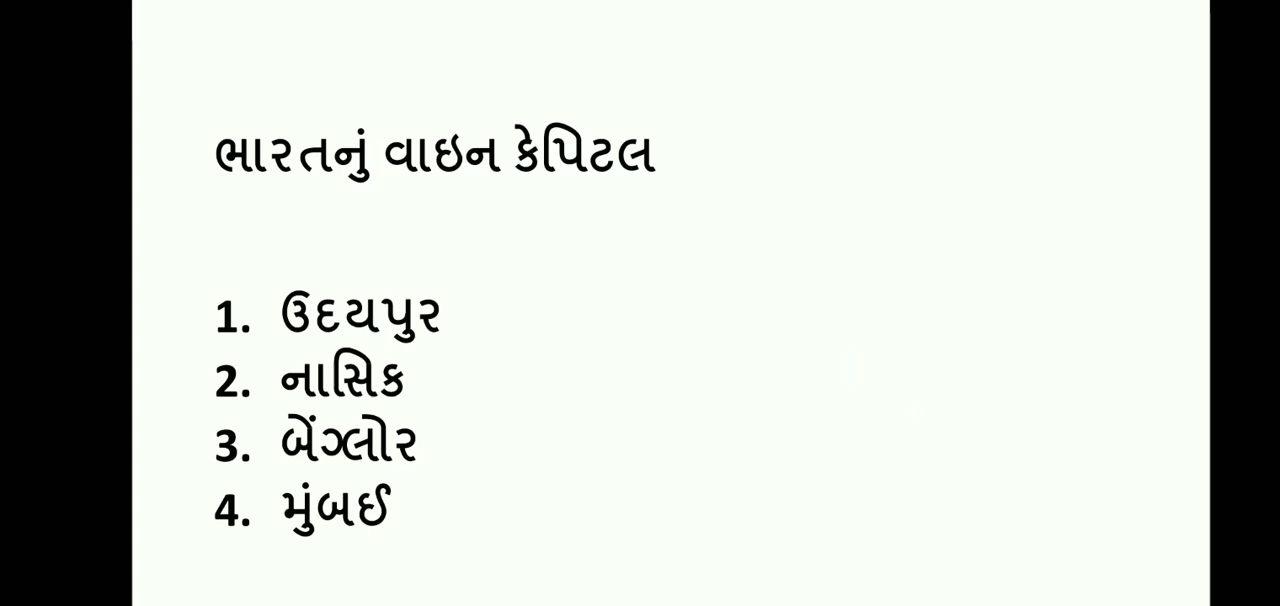 ભારતનું વાઇન કેપિટલ
1. ઉદયપુર
2. નાસિક
3. બેંગ્લોર
4. મુંબઈ